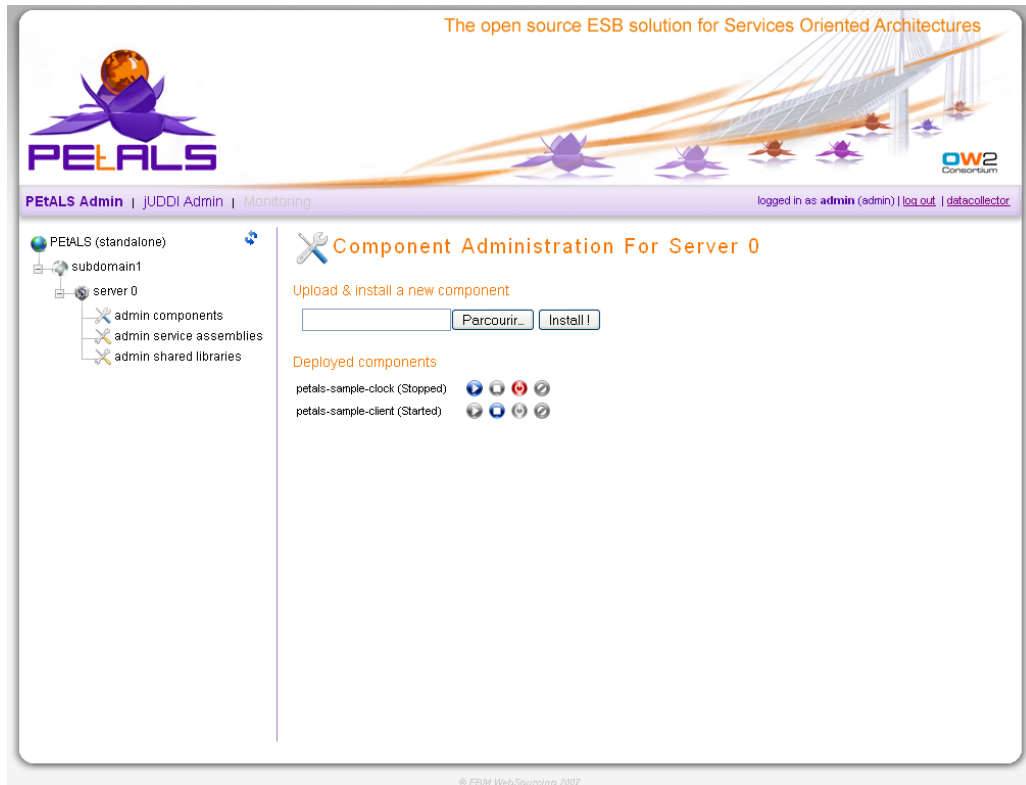 The open source ESB solution for Services Oriented Architectures
PEtALS
OW2
Consortium
PEtALS Admin | jUDDI Admin | Monitoring
logged in as admin (admin) | log out | datacollector
PEtALS (standalone)
subdomain1
server 0
admin components
admin service assemblies
admin shared libraries
Component Administration For Server 0
Upload & install a new component
Parcourir...
Install !
Deployed components
petals-sample-clock (Stopped)
petals-sample-client (Started)
© EBM WebSourcing 2007